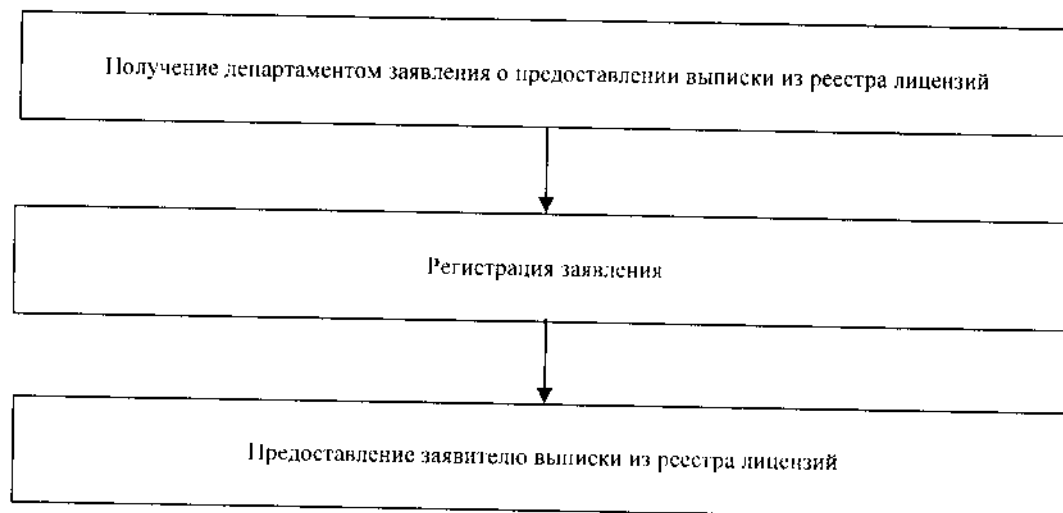 Получение департаментом заявления о предоставлении выписки из реестра лицензий
Регистрация заявления
Предоставление заявителю выписки из реестра лицензий